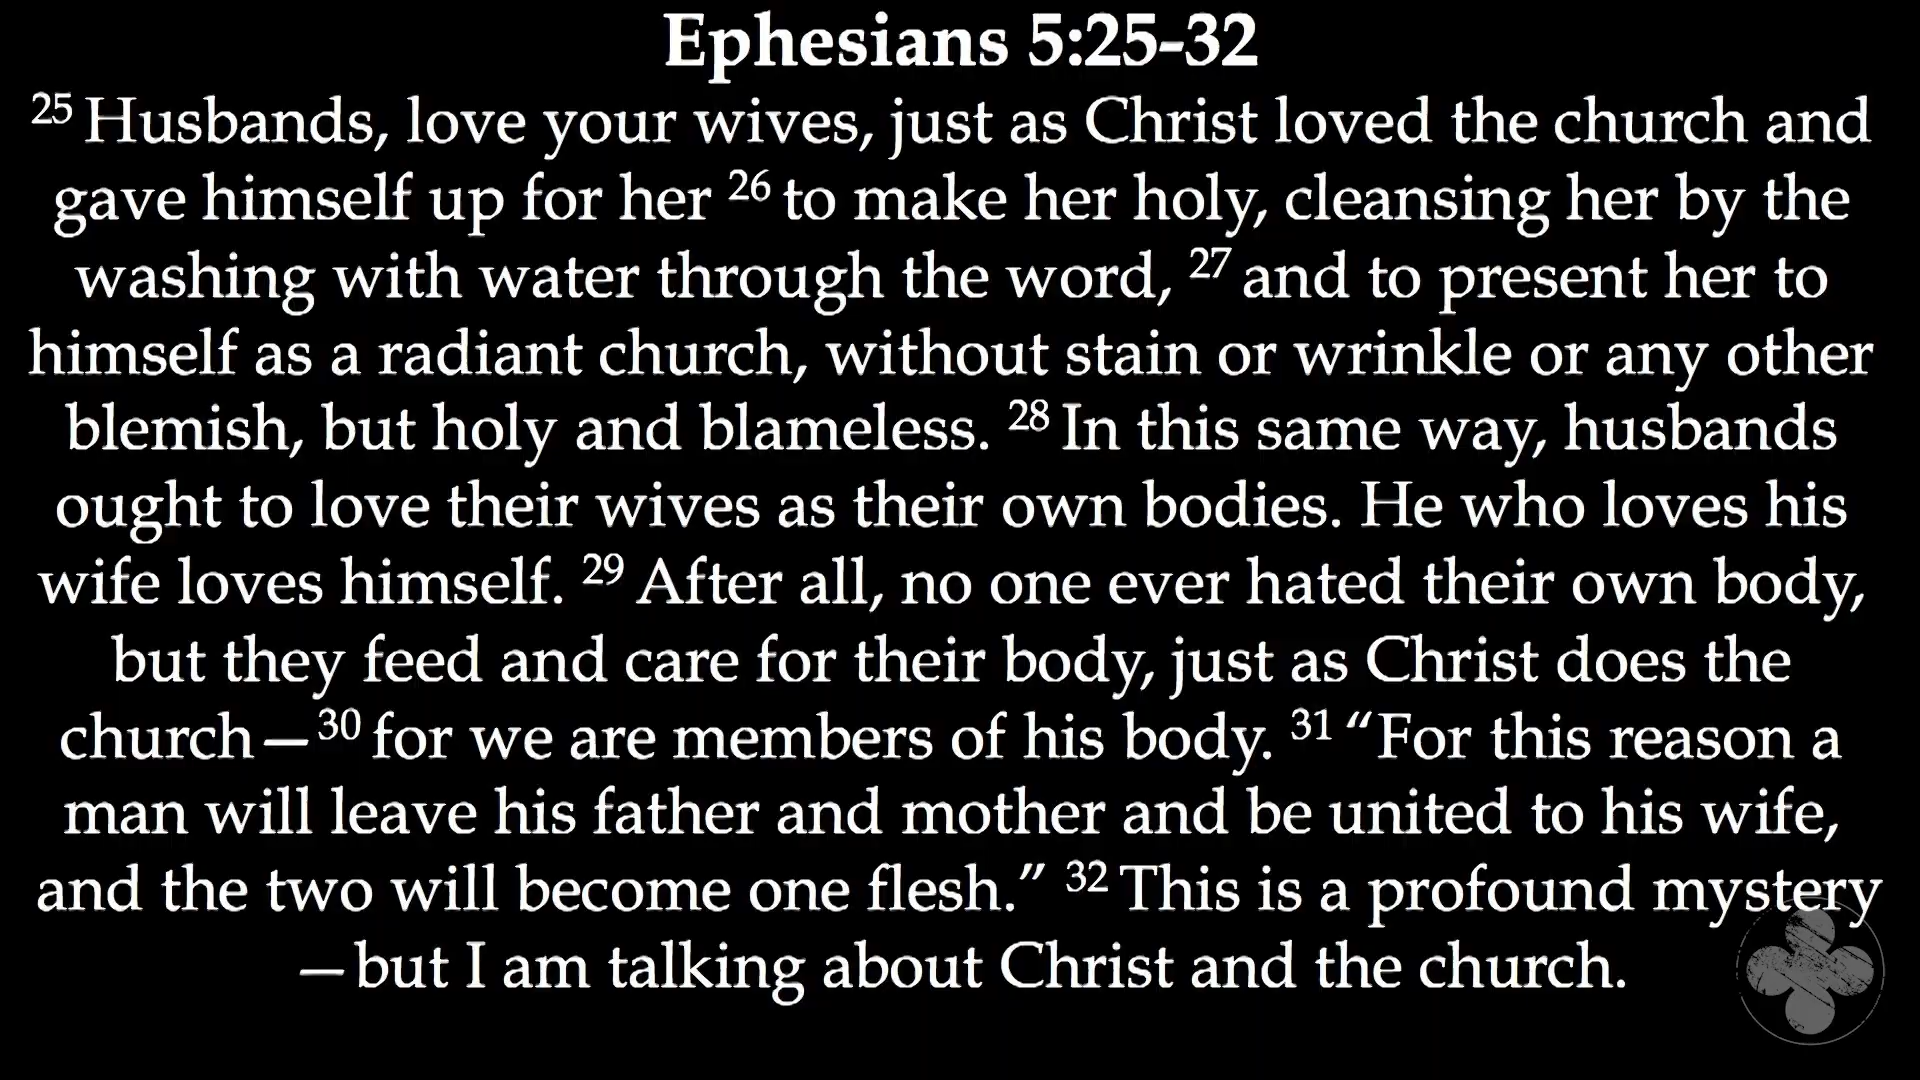 Ephesians 5:25-32
25 Husbands, love your wives, just as Christ loved the church and
gave himself up for her 26 to make her holy, cleansing her by the
washing with water through the word, 27 and to present her to
himself as a radiant church, without stain or wrinkle or any other
blemish, but holy and blameless. 28 In this same way, husbands
ought to love their wives as their own bodies. He who loves his
wife loves himself. 29 After all, no one ever hated their own body,
but they feed and care for their body, just as Christ does the
church—30 for we are members of his body. 31 “For this reason a
man will leave his father and mother and be united to his wife,
and the two will become one flesh.” 32 This is a profound mystery
—but I am talking about Christ and the church.